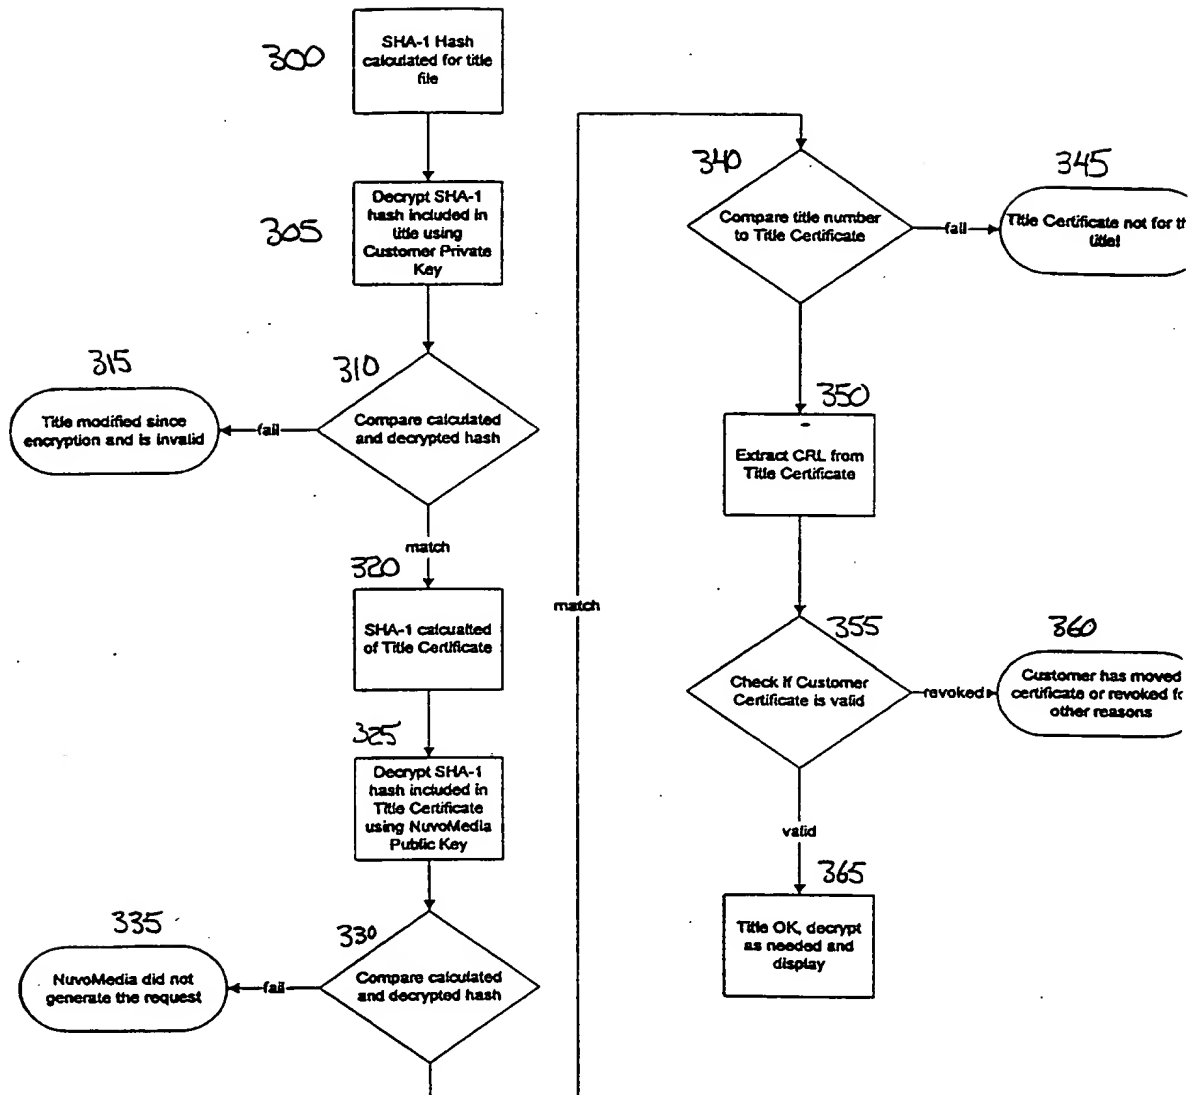 300
SHA-1 Hash
calculated for title
file
305
Decrypt SHA-1
hash included in
title using
Customer Private
Key
310
Compare calculated
and decrypted hash
fail
315
Title modified since
encryption and is invalid
match
320
SHA-1 calcualted
of Title Certificate
325
Decrypt SHA-1
hash included in
Title Certificate
using NuvoMedia
Public Key
330
Compare calculated
and decrypted hash
fail
335
NuvoMedia did not
generate the request
match
340
Compare title number
to Title Certificate
fail
345
Title Certificate not for th
title!
350
Extract CRL from
Title Certificate
355
Check if Customer
Certificate is valid
revoked
360
Customer has moved
certificate or revoked fo
other reasons
valid
365
Title OK, decrypt
as needed and
display